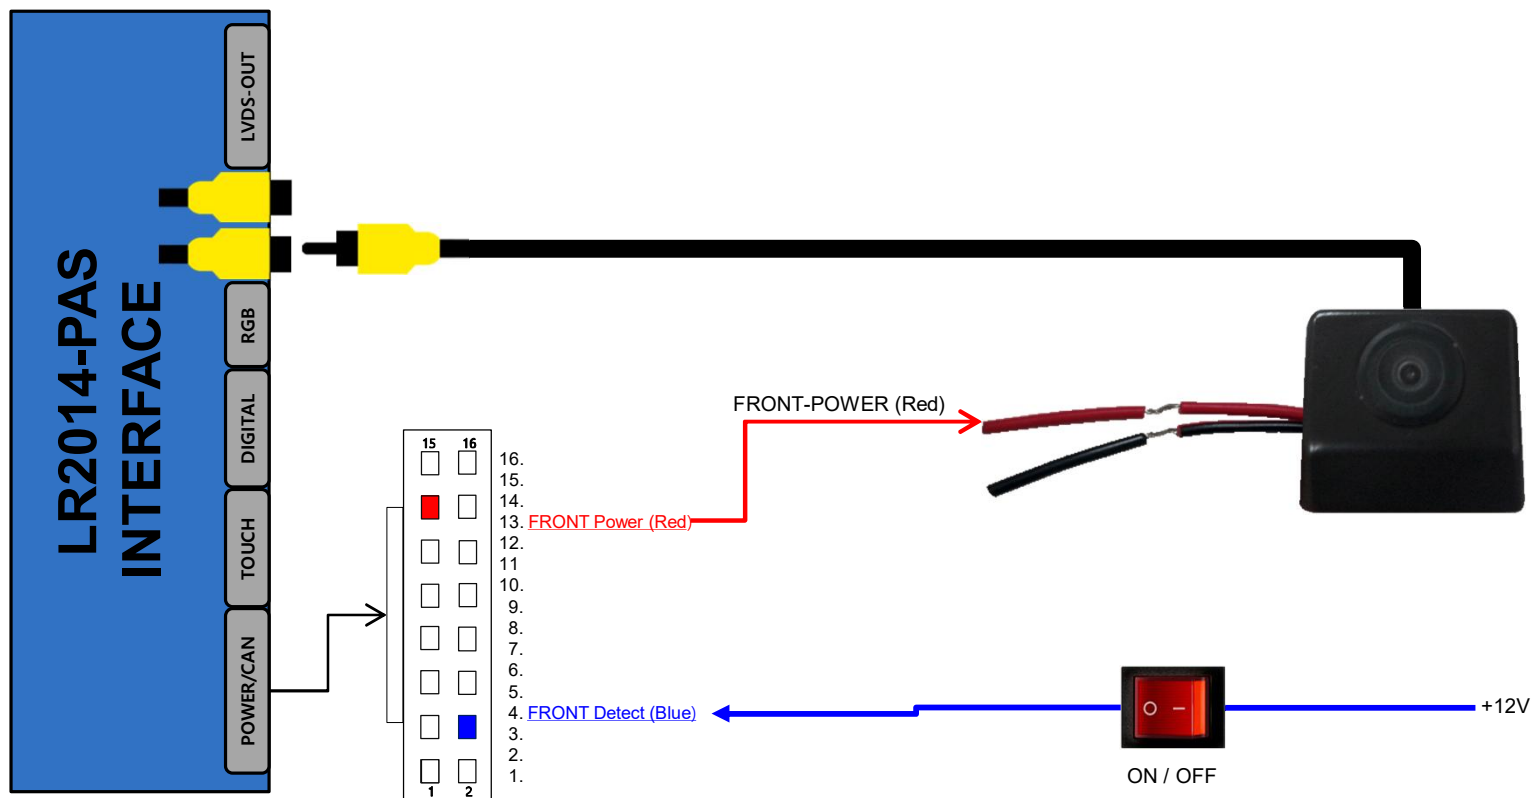 LVDS-OUT
LR2014-PAS
INTERFACE
RGB
DIGITAL
TOUCH
POWER/CAN
15 16
16.
15.
14.
13. FRONT Power (Red)
12.
11
10.
9.
8.
7.
6.
5.
4. FRONT Detect (Blue)
3.
2.
1.
1 2
FRONT-POWER (Red)
+12V
ON / OFF